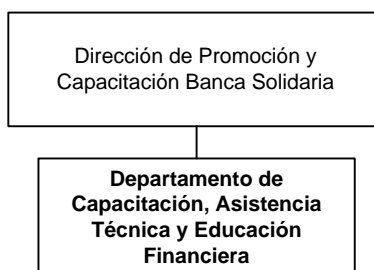 Dirección de Promoción y
Capacitación Banca Solidaria
Departamento de
Capacitación, Asistencia
Técnica y Educación
Financiera